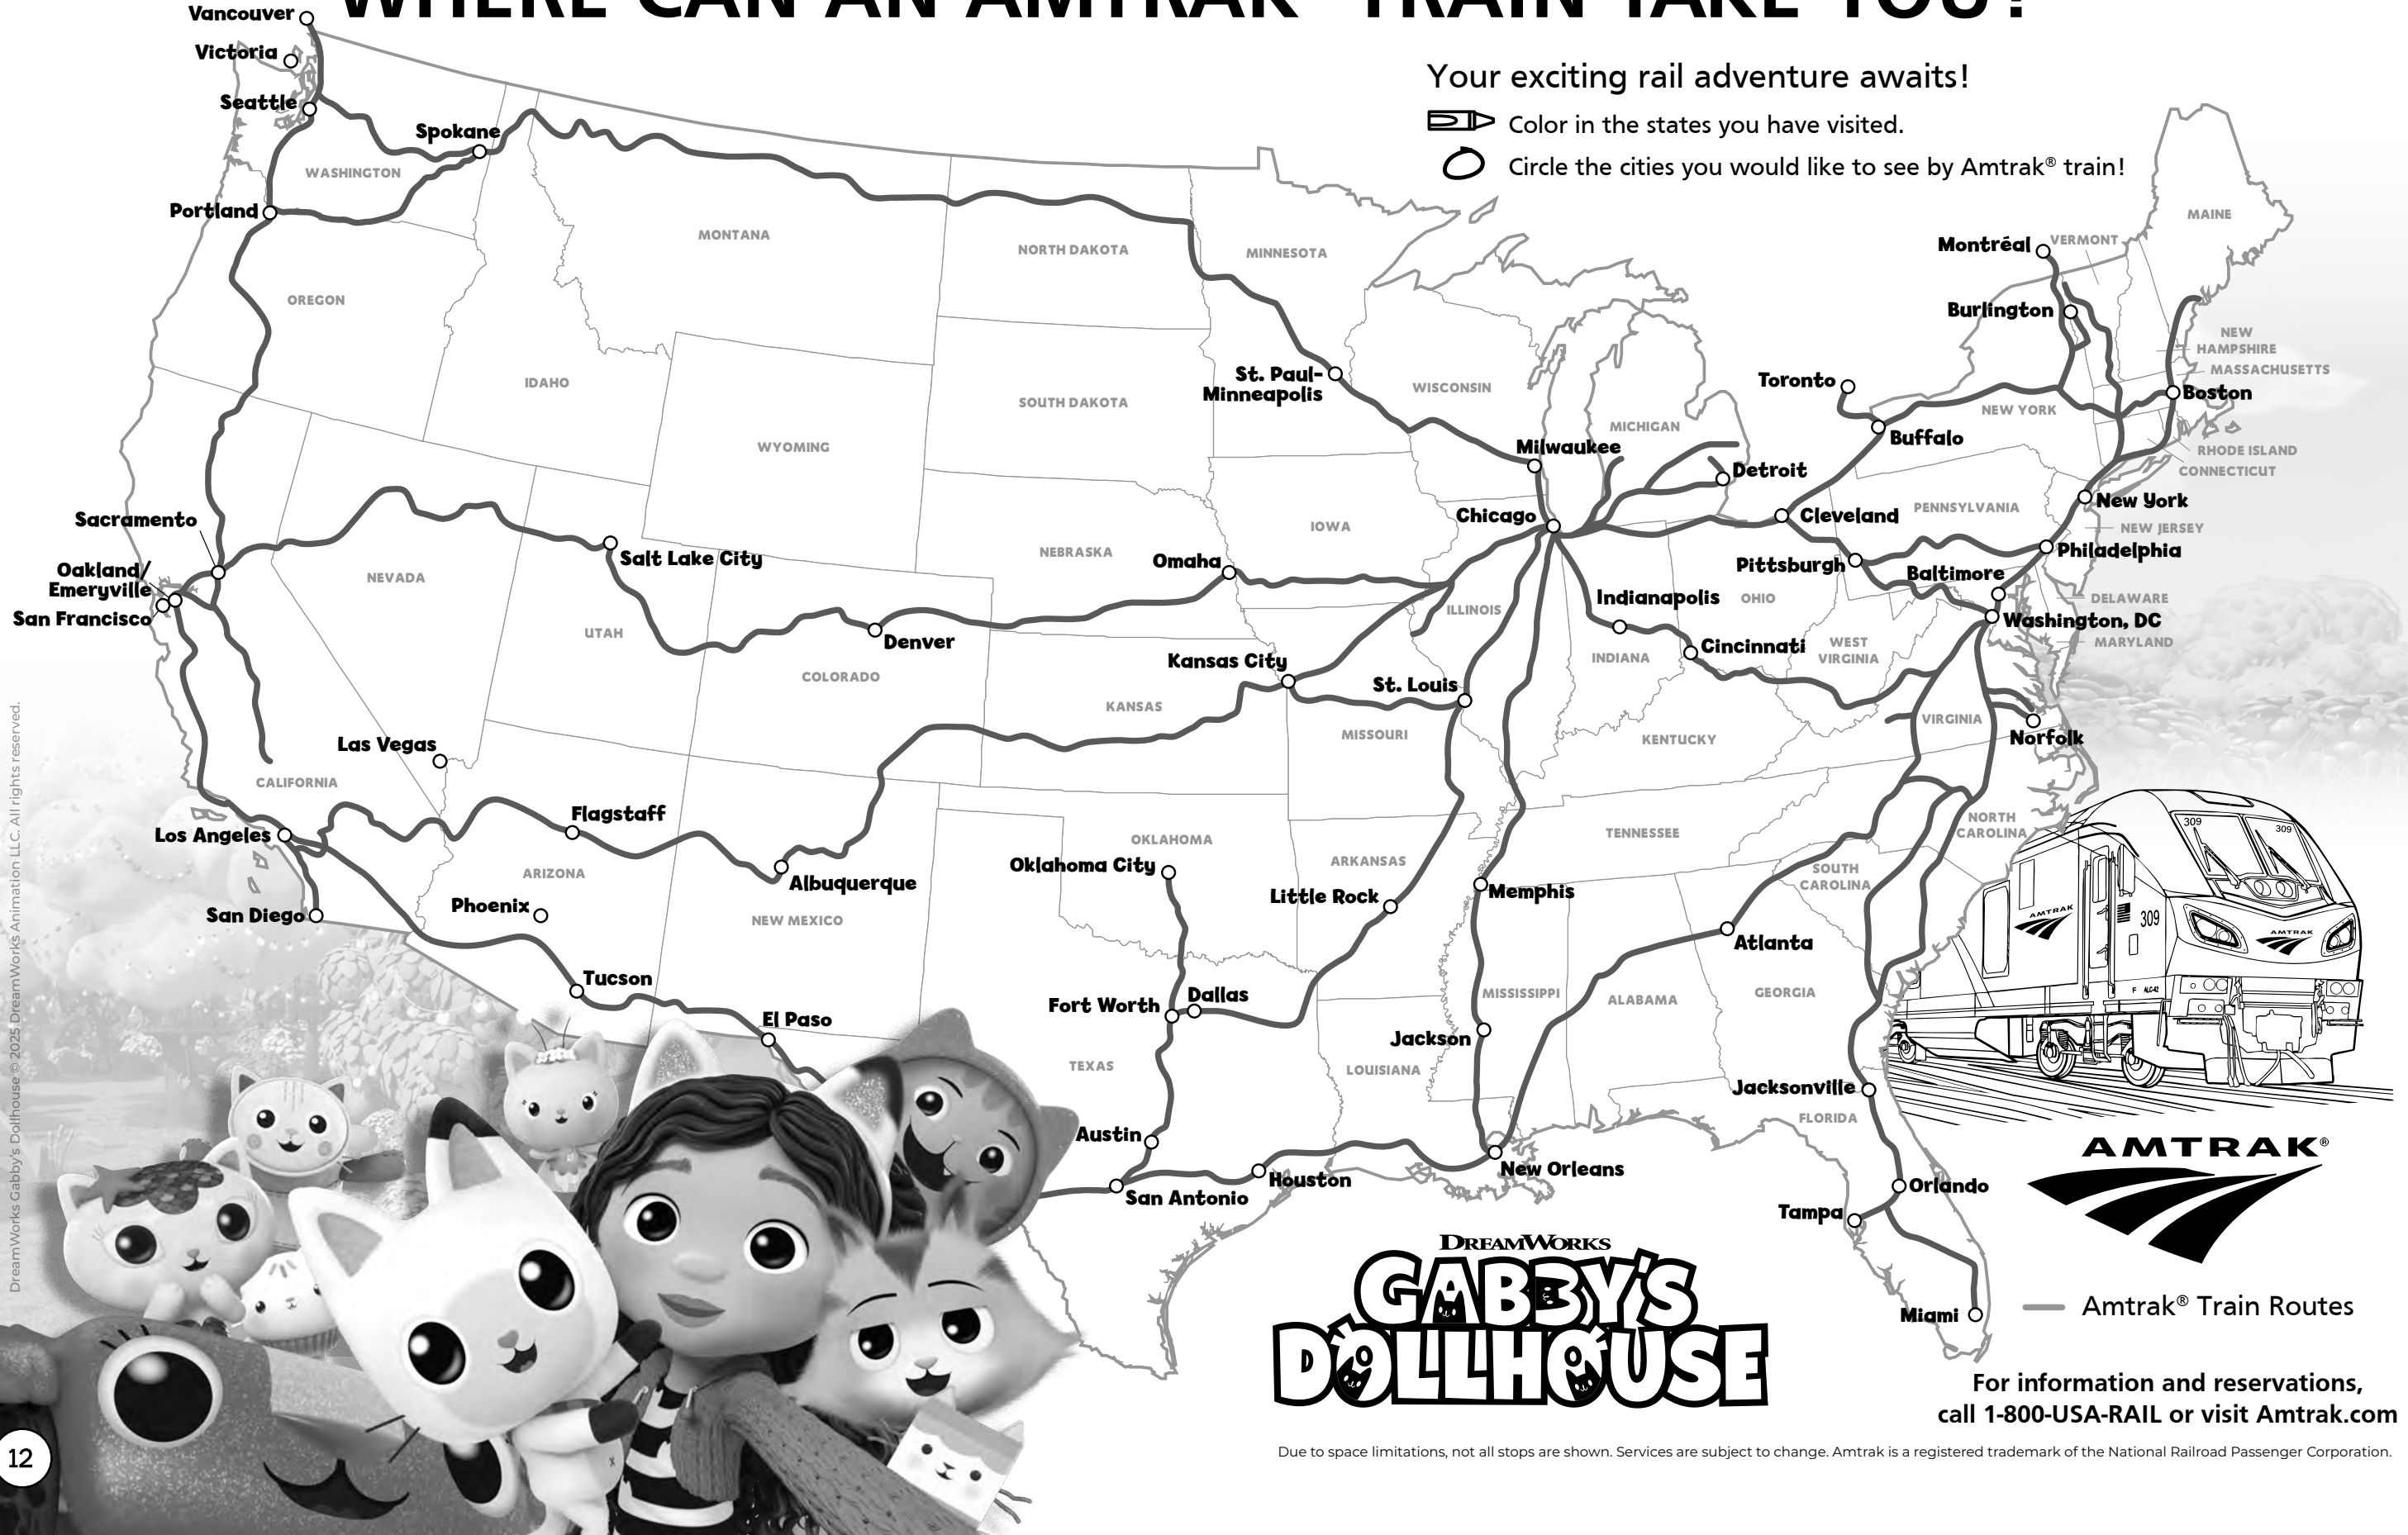 WHERE CAN AN AMTRAK® TRAIN TAKE YOU?
Your exciting rail adventure awaits!
Color in the states you have visited.
Circle the cities you would like to see by Amtrak® train!
Vancouver
Victoria
Seattle
Spokane
WASHINGTON
Portland
MONTANA
NORTH DAKOTA
MINNESOTA
MAINE
Montréal
VERMONT
OREGON
Burlington
NEW
HAMPSHIRE
MASSACHUSETTS
IDAHO
St. Paul-
Minneapolis
WISCONSIN
Toronto
Boston
SOUTH DAKOTA
NEW YORK
WYOMING
MICHIGAN
Buffalo
Milwaukee
RHODE ISLAND
CONNECTICUT
Detroit
Sacramento
Chicago
Cleveland
PENNSYLVANIA
New York
IOWA
NEW JERSEY
Salt Lake City
NEBRASKA
Omaha
Pittsburgh
Philadelphia
Oakland/
Emeryville
NEVADA
Baltimore
San Francisco
ILLINOIS
Indianapolis
OHIO
DELAWARE
UTAH
Denver
Washington, DC
Cincinnati
WEST
VIRGINIA
MARYLAND
COLORADO
Kansas City
INDIANA
St. Louis
KANSAS
MISSOURI
KENTUCKY
VIRGINIA
Norfolk
Las Vegas
CALIFORNIA
Flagstaff
Los Angeles
OKLAHOMA
TENNESSEE
NORTH
CAROLINA
Oklahoma City
ARKANSAS
ARIZONA
Albuquerque
SOUTH
CAROLINA
San Diego
Phoenix
NEW MEXICO
Little Rock
Memphis
Atlanta
Tucson
Fort Worth
Dallas
MISSISSIPPI
ALABAMA
GEORGIA
El Paso
Jackson
TEXAS
LOUISIANA
Jacksonville
FLORIDA
Austin
San Antonio
Houston
New Orleans
Orlando
Tampa
Miami
309
309
AMTRAK
309
AMTRAK
F ALC-42
AMTRAK®
Amtrak® Train Routes
DREAMWORKS
GABBY'S
DOLLHOUSE
For information and reservations,
call 1-800-USA-RAIL or visit Amtrak.com
Due to space limitations, not all stops are shown. Services are subject to change. Amtrak is a registered trademark of the National Railroad Passenger Corporation.
DreamWorks Gabby's Dollhouse © 2025 DreamWorks Animation LLC. All rights reserved.
12